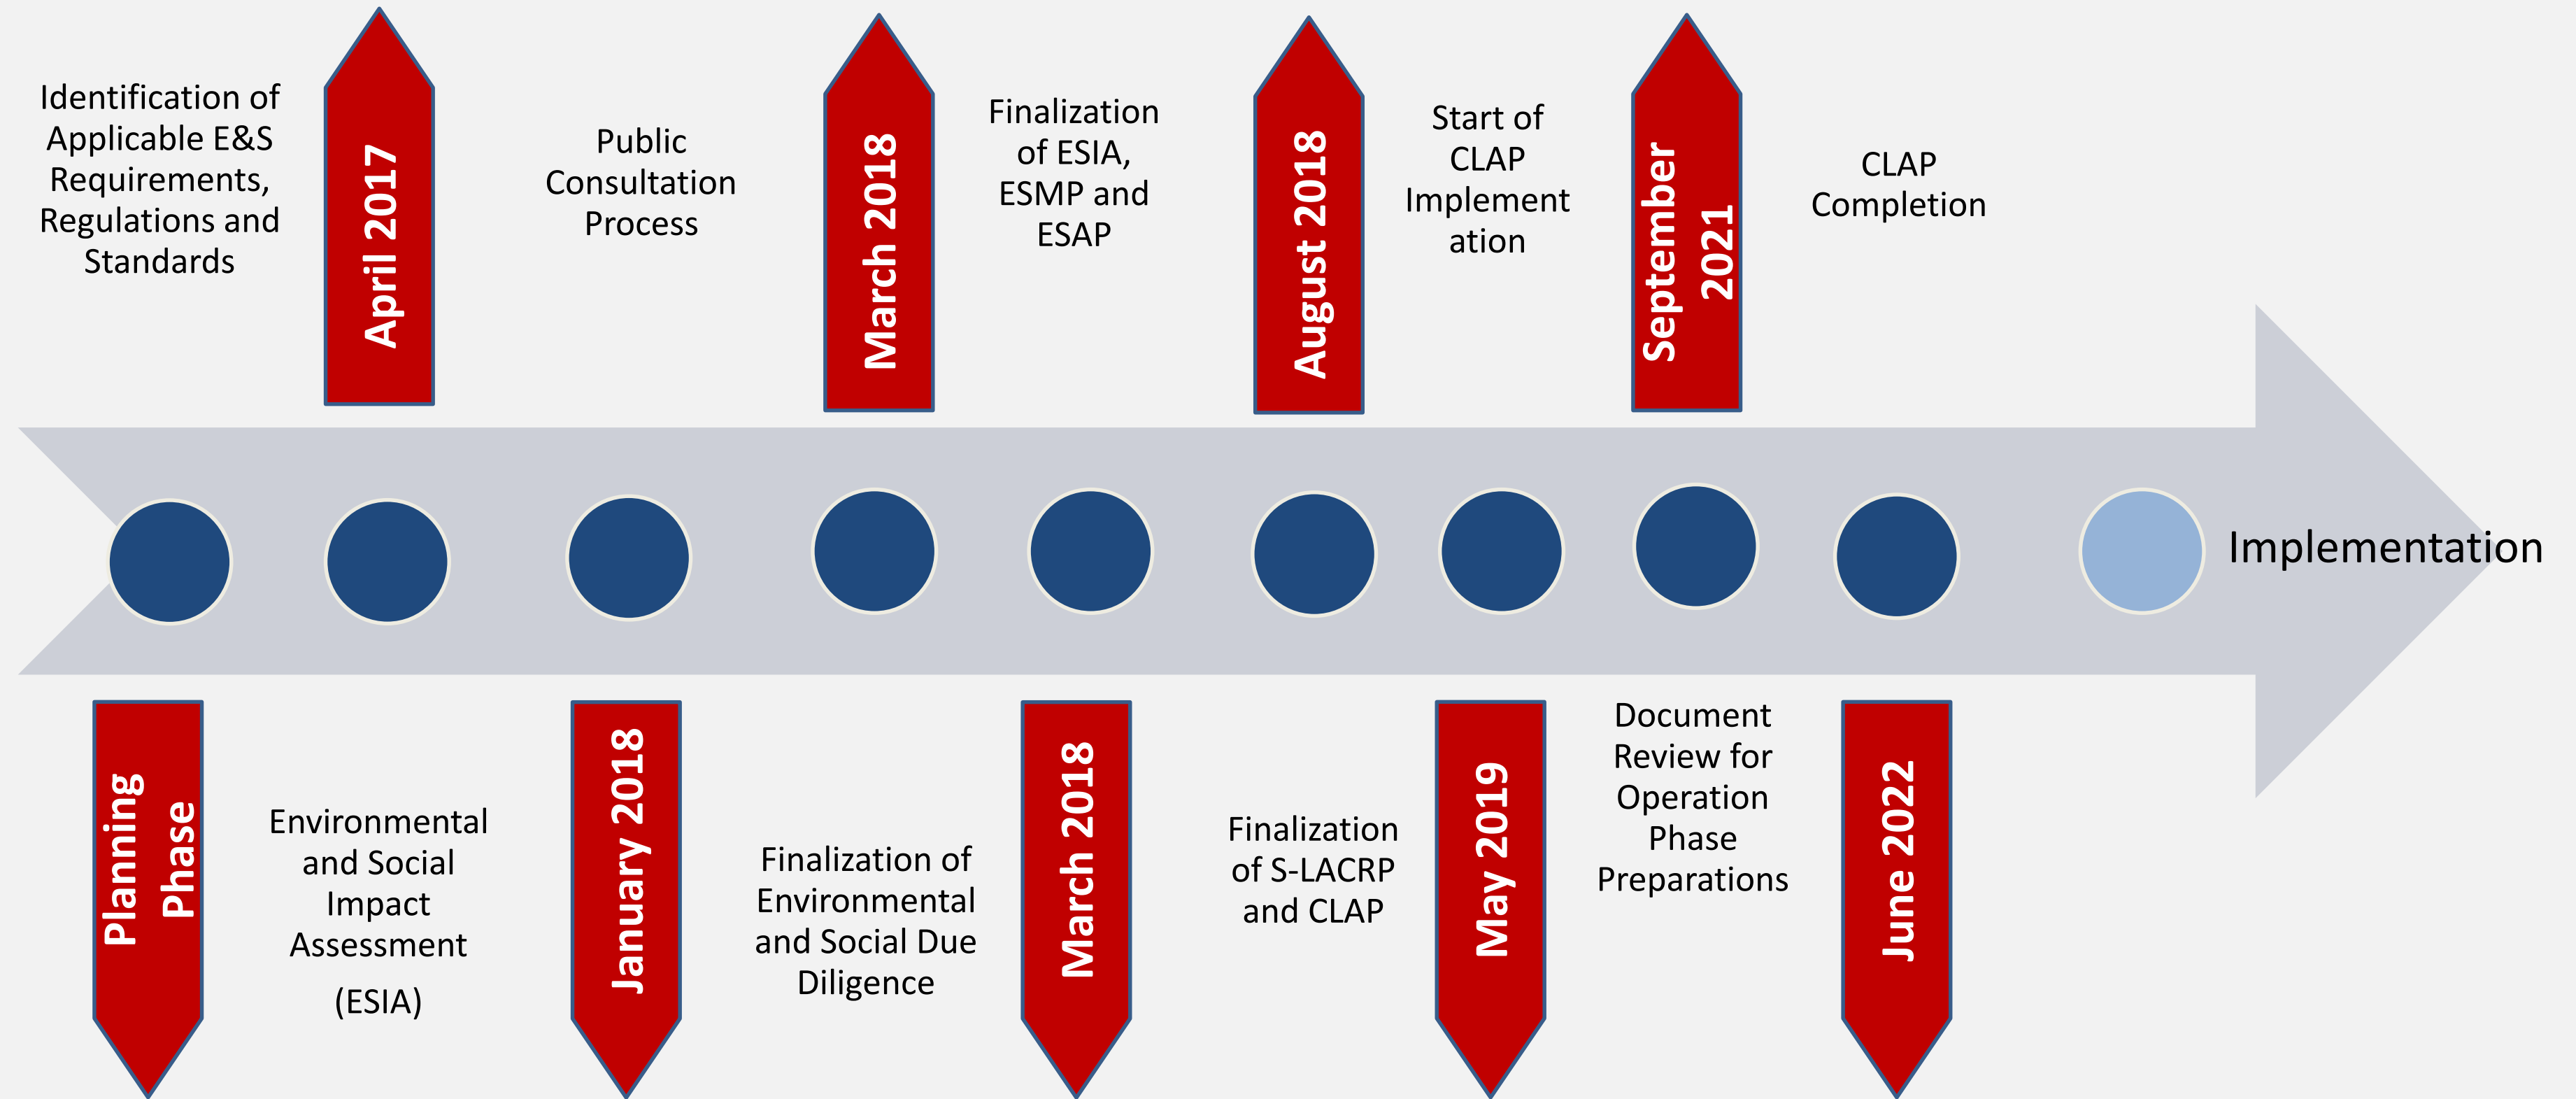 Identification of
Applicable E&S
Requirements,
Regulations and
Standards
April 2017
Public
Consultation
Process
March 2018
Finalization
of ESIA,
ESMP and
ESAP
August 2018
Start of
CLAP
Implement
ation
September
2021
CLAP
Completion
Implementation
Planning
Phase
Environmental
and Social
Impact
Assessment
(ESIA)
January 2018
Finalization of
Environmental
and Social Due
Diligence
March 2018
Finalization
of S-LACRP
and CLAP
May 2019
Document
Review for
Operation
Phase
Preparations
June 2022